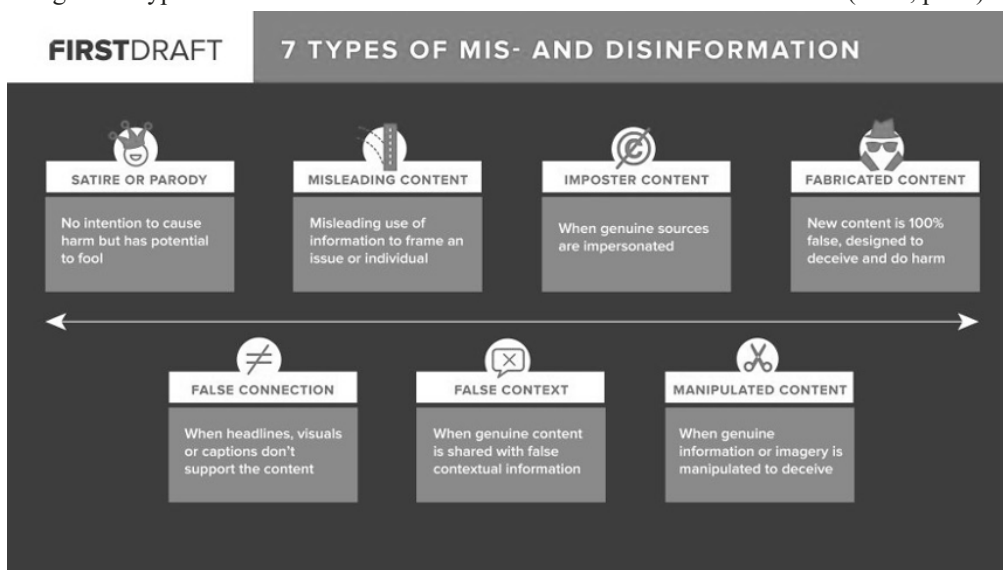 FIRSTDRAFT
7 TYPES OF MIS- AND DISINFORMATION
SATIRE OR PARODY
No intention to cause
harm but has potential
to fool
MISLEADING CONTENT
Misleading use of
information to frame an
issue or individual
IMPOSTER CONTENT
When genuine sources
are impersonated
FABRICATED CONTENT
New content is 100%
false, designed to
deceive and do harm
FALSE CONNECTION
When headlines, visuals
or captions don't
support the content
FALSE CONTEXT
When genuine content
is shared with false
contextual information
MANIPULATED CONTENT
When genuine
information or imagery is
manipulated to deceive